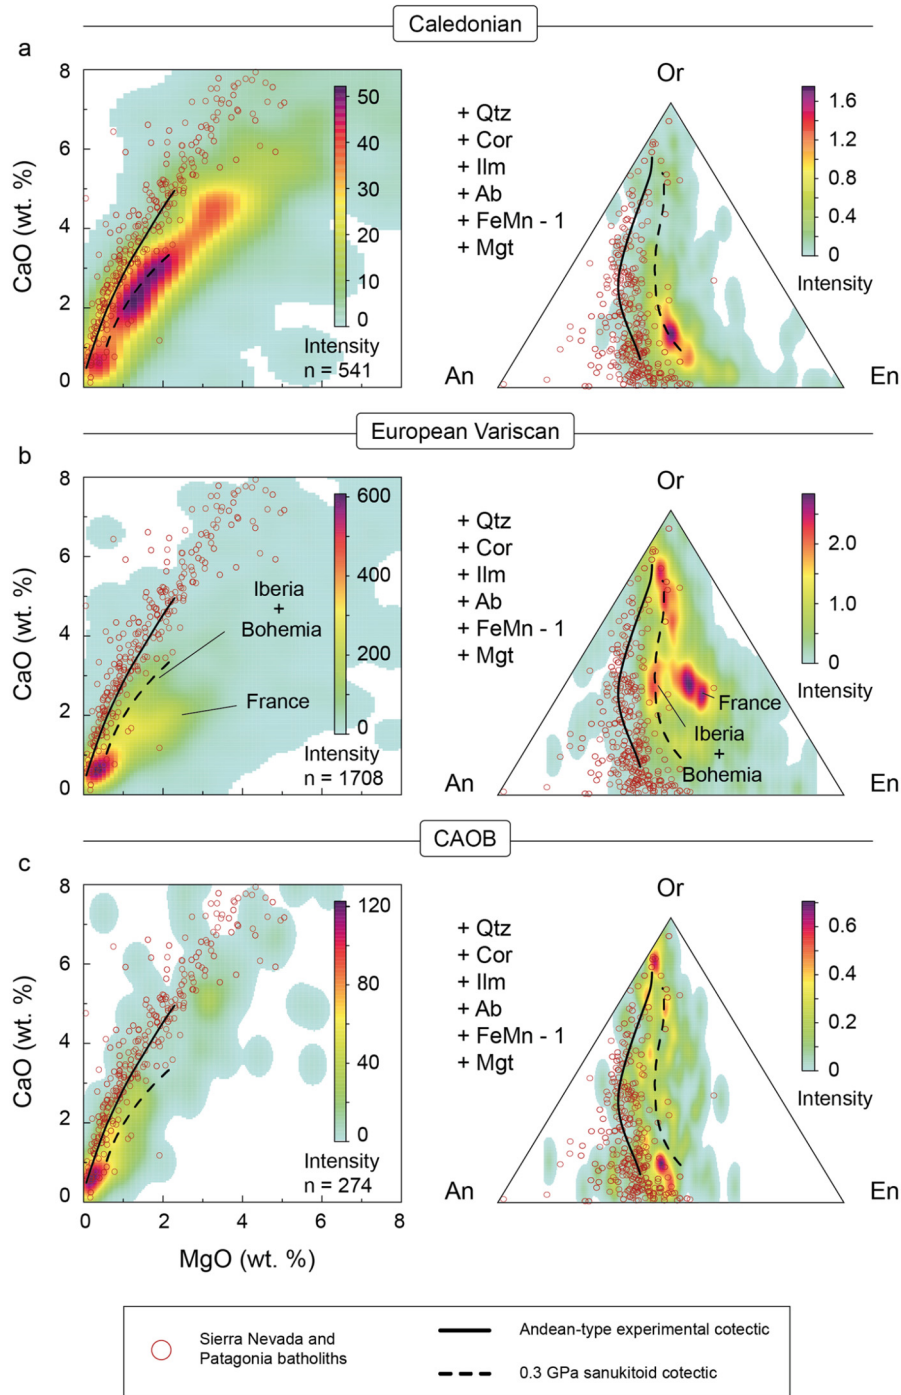 Caledonian
a
8
6
4
2
0
CaO (wt. %)
50
40
30
20
10
0
Intensity
n = 541
+ Qtz
+ Cor
+ Ilm
+ Ab
+ FeMn - 1
+ Mgt
Or
An
En
1.6
1.2
0.8
0.4
0
Intensity
European Variscan
b
8
6
4
2
0
CaO (wt. %)
Iberia
+
Bohemia
France
600
400
200
0
Intensity
n = 1708
+ Qtz
+ Cor
+ Ilm
+ Ab
+ FeMn - 1
+ Mgt
Or
An
En
France
Iberia
+
Bohemia
2.0
1.0
0
Intensity
CAOB
c
8
6
4
2
0
CaO (wt. %)
0 2 4 6 8
MgO (wt. %)
120
80
40
0
Intensity
n = 274
+ Qtz
+ Cor
+ Ilm
+ Ab
+ FeMn - 1
+ Mgt
Or
An
En
0.6
0.4
0.2
0
Intensity
Sierra Nevada and
Patagonia batholiths
Andean-type experimental cotectic
0.3 GPa sanukitoid cotectic